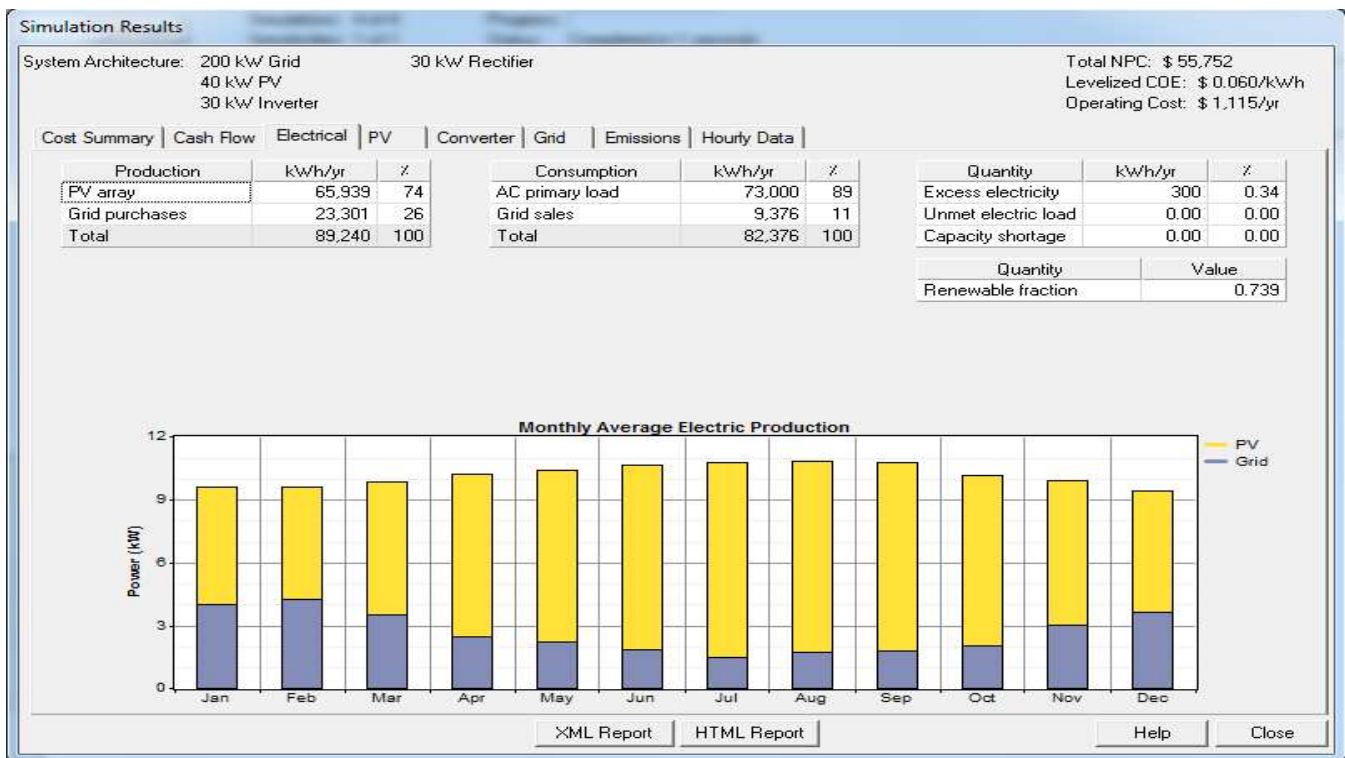 Simulation Results
System Architecture: 200 kW Grid 30 kW Rectifier
40 kW PV
30 kW Inverter
Total NPC: $ 55,752
Levelized COE: $ 0.060/kWh
Operating Cost: $ 1,115/yr
Cost Summary Cash Flow Electrical PV Converter Grid Emissions Hourly Data
Production kWh/yr %
PV array 65,939 74
Grid purchases 23,301 26
Total 89,240 100
Consumption kWh/yr %
AC primary load 73,000 89
Grid sales 9,376 11
Total 82,376 100
Quantity kWh/yr %
Excess electricity 300 0.34
Unmet electric load 0.00 0.00
Capacity shortage 0.00 0.00
Quantity Value
Renewable fraction 0.739
Monthly Average Electric Production
12
9
6
3
0
Power (kW)
PV
Grid
Jan Feb Mar Apr May Jun Jul Aug Sep Oct Nov Dec
XML Report HTML Report Help Close